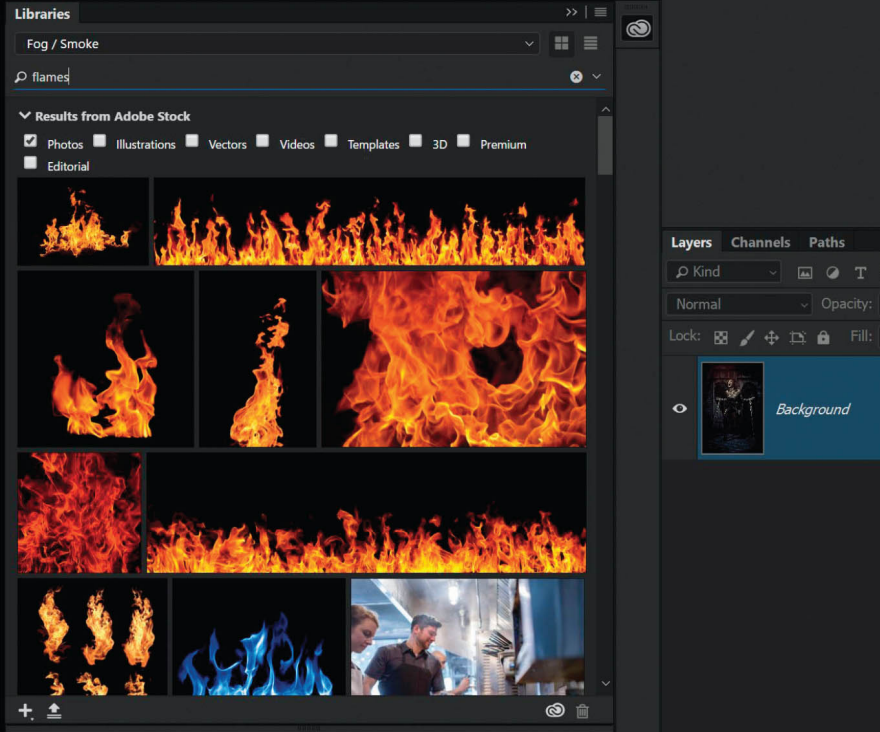 Libraries
Fog / Smoke
flames
Results from Adobe Stock
Photos Illustrations Vectors Videos Templates 3D Premium
Editorial
Layers Channels Paths
Kind
Normal Opacity:
Lock: Fill:
Background